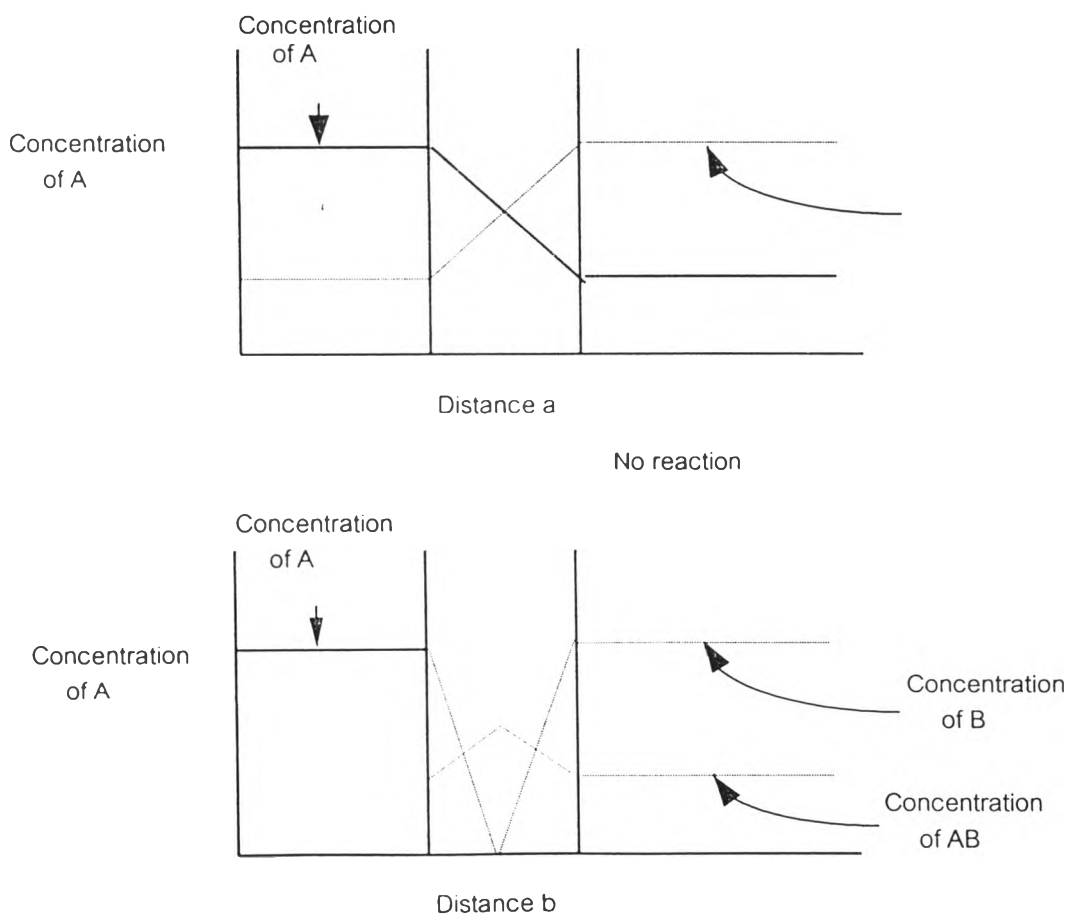 Concentration
of A
Concentration
of A
Distance a
No reaction
Concentration
of A
Concentration
of A
Concentration
of B
Concentration
of AB
Distance b